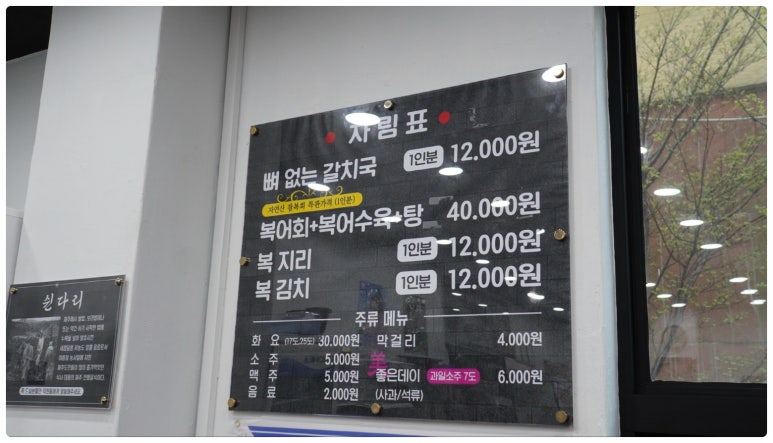 차림표
뼈 없는 갈치국 1인분 12.000원
자연산 활복회 특판가격 (1인분)
복어회+복어수육+탕 40.000원
복 지리 1인분 12.000원
복 김치 1인분 12.000원
주류 메뉴
화 요 (17도,25도) 30.000원 막걸리 4.000원
소 주 5.000원 美
맥 주 5.000원 좋은데이 과일소주 7도 6.000원
음 료 2.000원 (사과/석류)
쉰다리